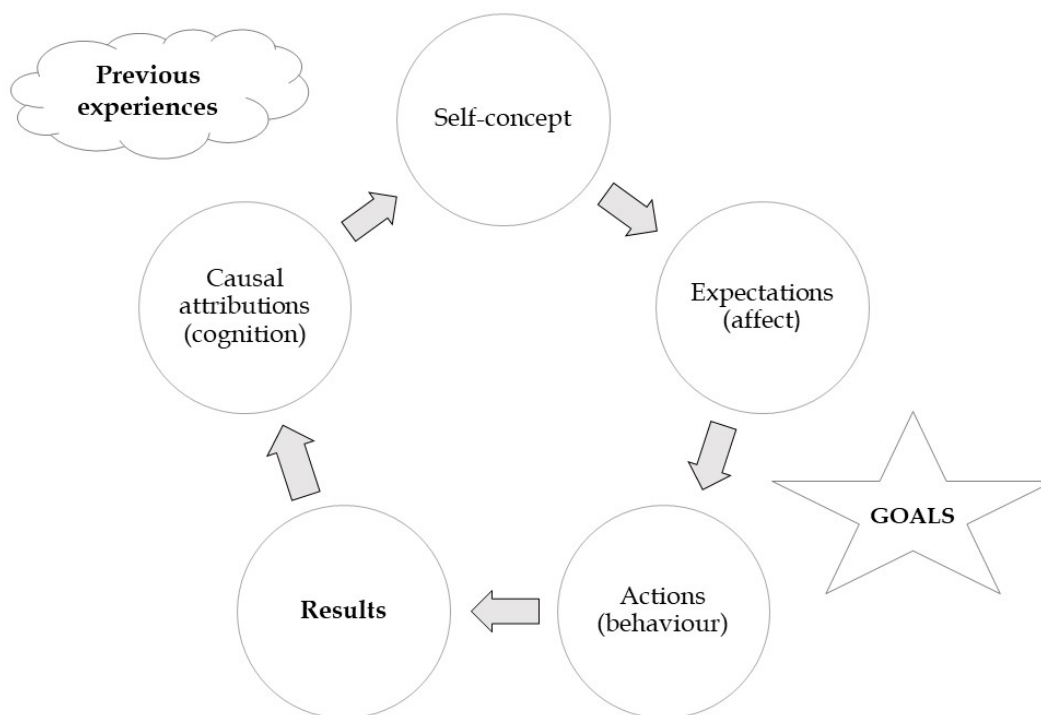 Previous
experiences
Self-concept
Causal
attributions
(cognition)
Expectations
(affect)
GOALS
Results
Actions
(behaviour)